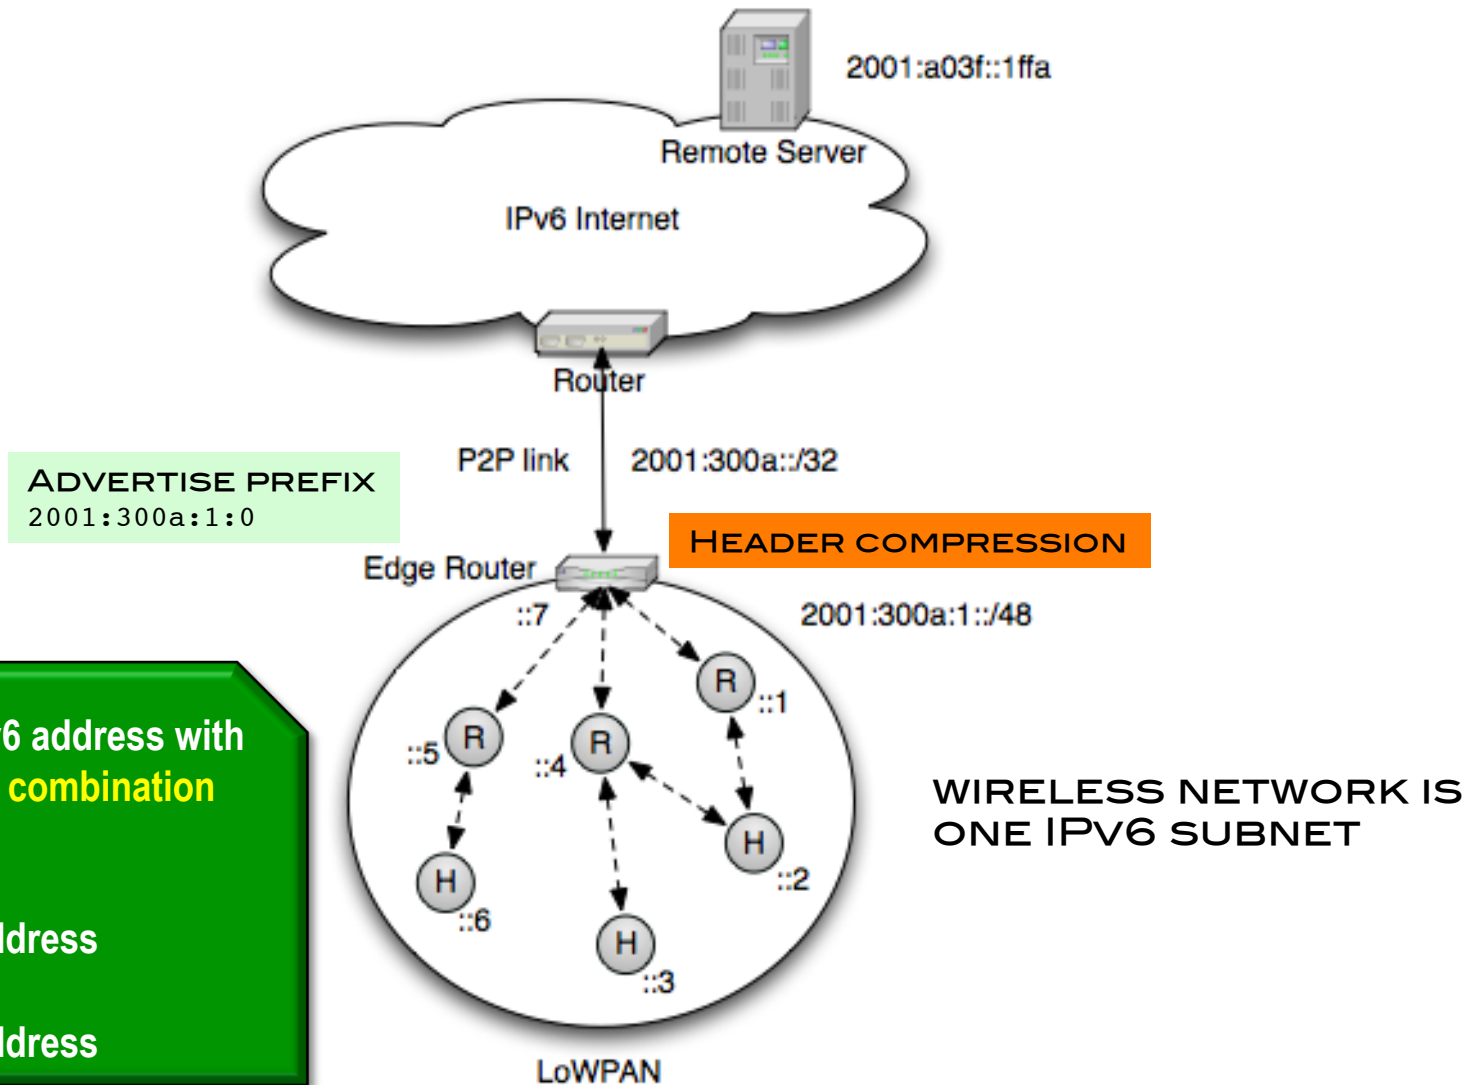 2001:a03f::1ffa
Remote Server
IPv6 Internet
Router
P2P link
2001:300a::/32
ADVERTISE PREFIX
2001:300a:1:0
HEADER COMPRESSION
Edge Router
::7
2001:300a:1::/48
R
::1
R
::5
R
::4
address with
combination
H
::2
WIRELESS NETWORK IS
ONE IPV6 SUBNET
H
::6
H
::3
LoWPAN